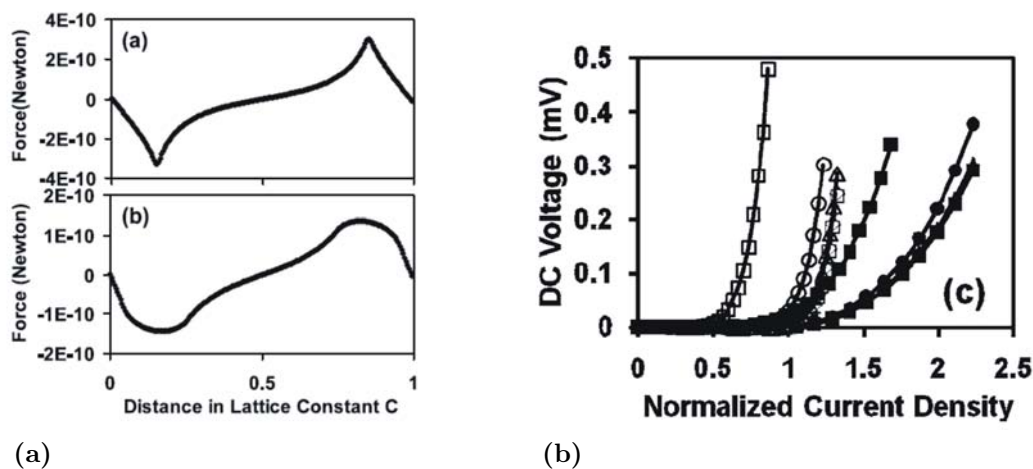 4E-10
(a)
2E-10
0
-2E-10
-4E-10
Force(Newton)
2E-10
(b)
1E-10
0
-1E-10
-2E-10
Force (Newton)
0 0.5 1
Distance in Lattice Constant C
(a)
0.5
0.4
0.3
0.2
0.1
0
DC Voltage (mV)
(c)
0 0.5 1 1.5 2 2.5
Normalized Current Density
(b)